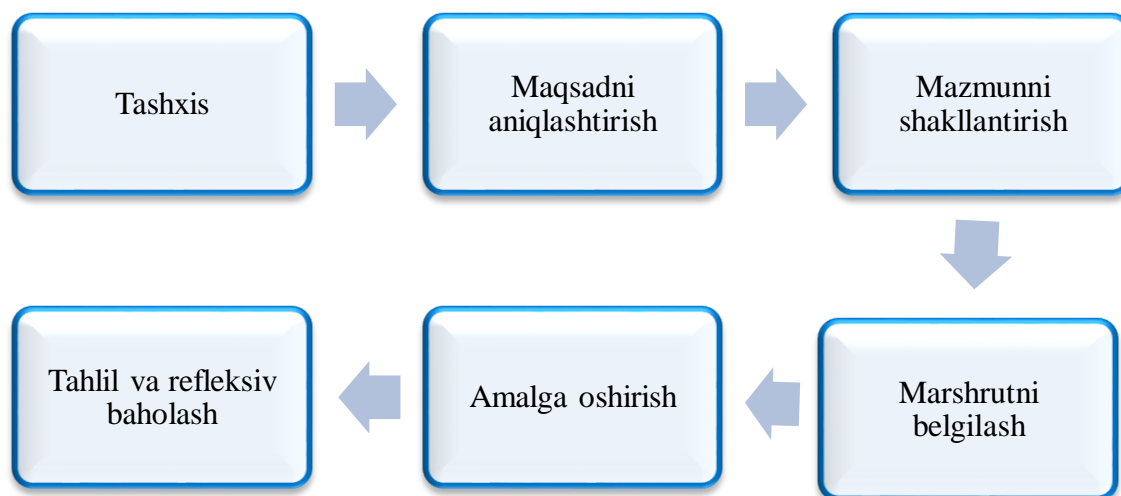 Tashxis
Maqsadni
aniqlashtirish
Mazmunni
shakllantirish
Marshrutni
belgilash
Amalga oshirish
Tahlil va refleksiv
baholash